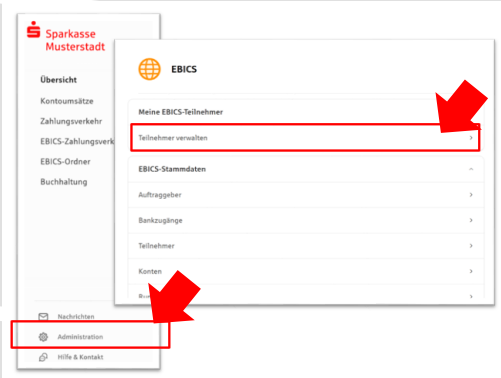 Sparkasse
Musterstadt
Übersicht
Kontoumsätze
Zahlungsverkehr
EBICS-Zahlungsverk
EBICS-Ordner
Buchhaltung
Nachrichten
Administration
Hilfe & Kontakt
EBICS
Meine EBICS-Teilnehmer
Teilnehmer verwalten
EBICS-Stammdaten
Auftraggeber
Bankzugänge
Teilnehmer
Konten